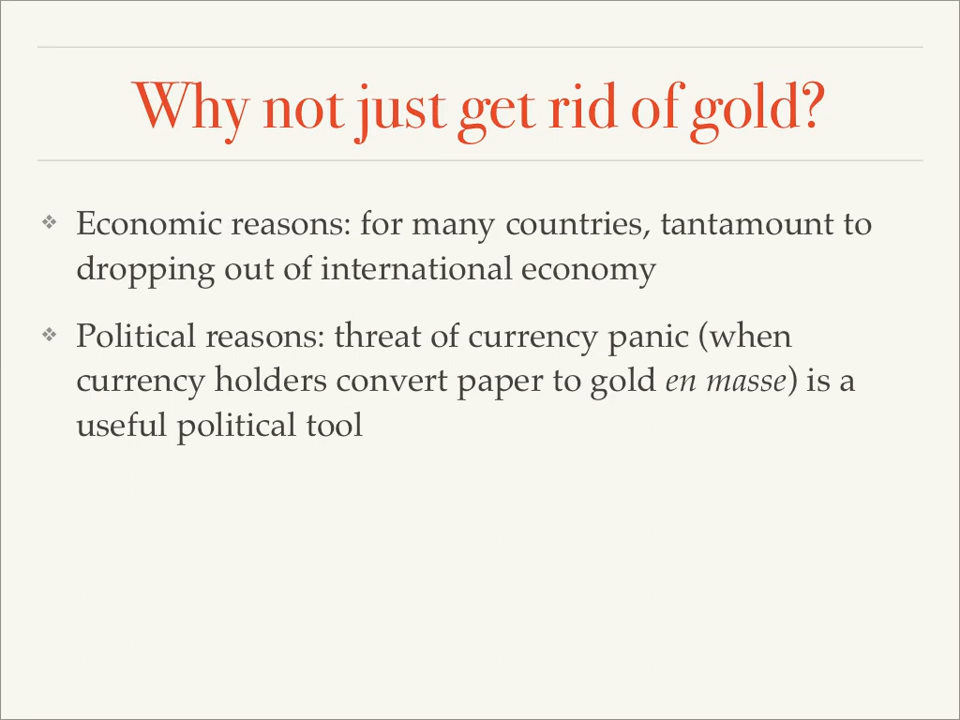 Why not just get rid of gold?
❖ Economic reasons: for many countries, tantamount to
dropping out of international economy
❖ Political reasons: threat of currency panic (when
currency holders convert paper to gold en masse) is a
useful political tool